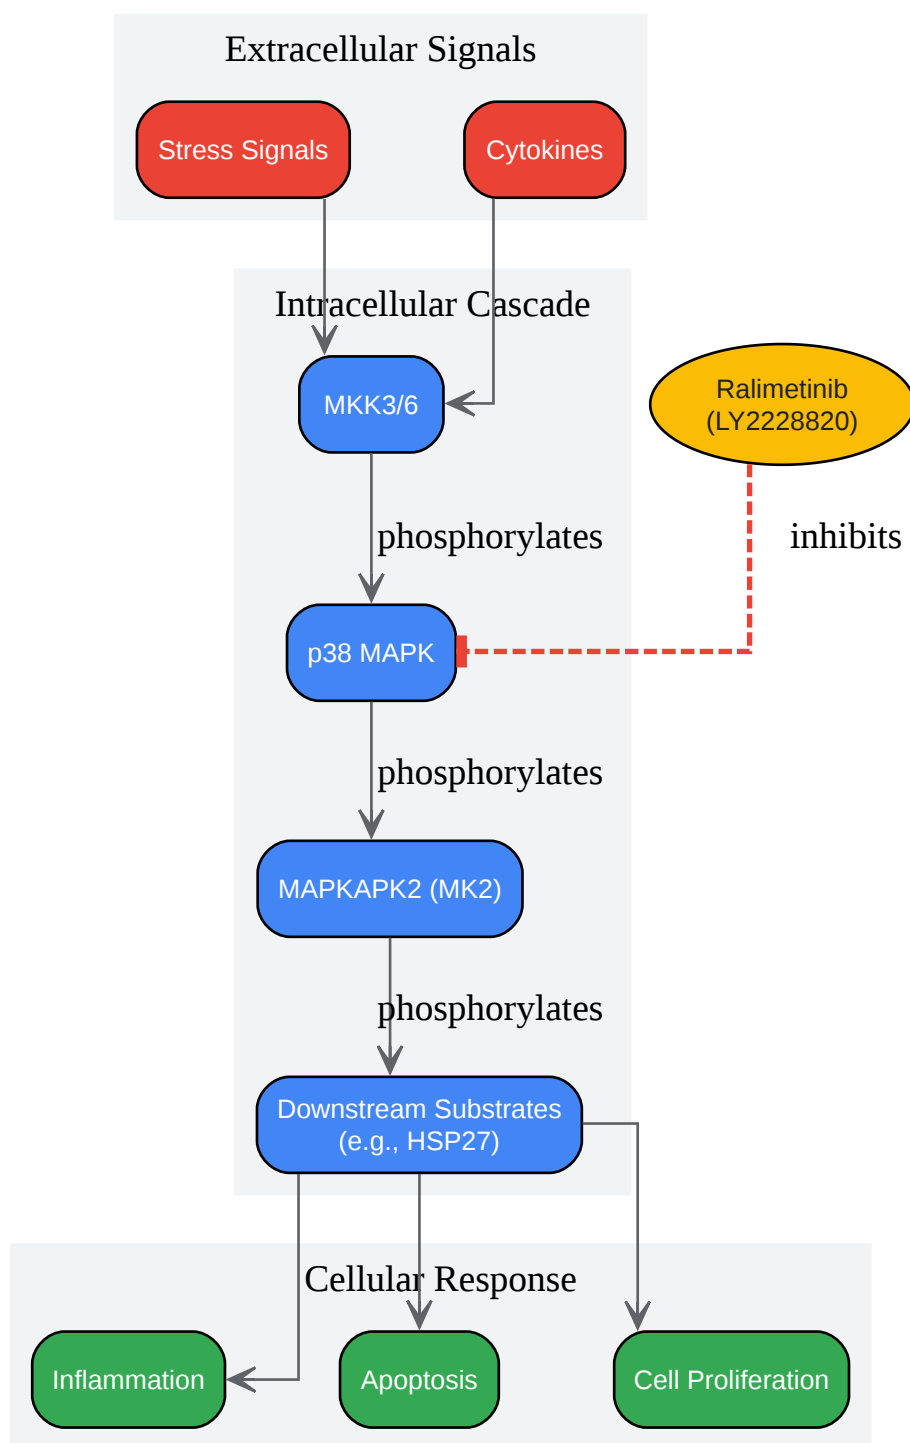 Extracellular Signals
Stress Signals
Cytokines
Intracellular Cascade
MKK3/6
Ralimetinib
(LY2228820)
phosphorylates
inhibits
p38 MAPK
phosphorylates
MAPKAPK2 (MK2)
phosphorylates
Downstream Substrates
(e.g., HSP27)
Cellular Response
Inflammation
Apoptosis
Cell Proliferation